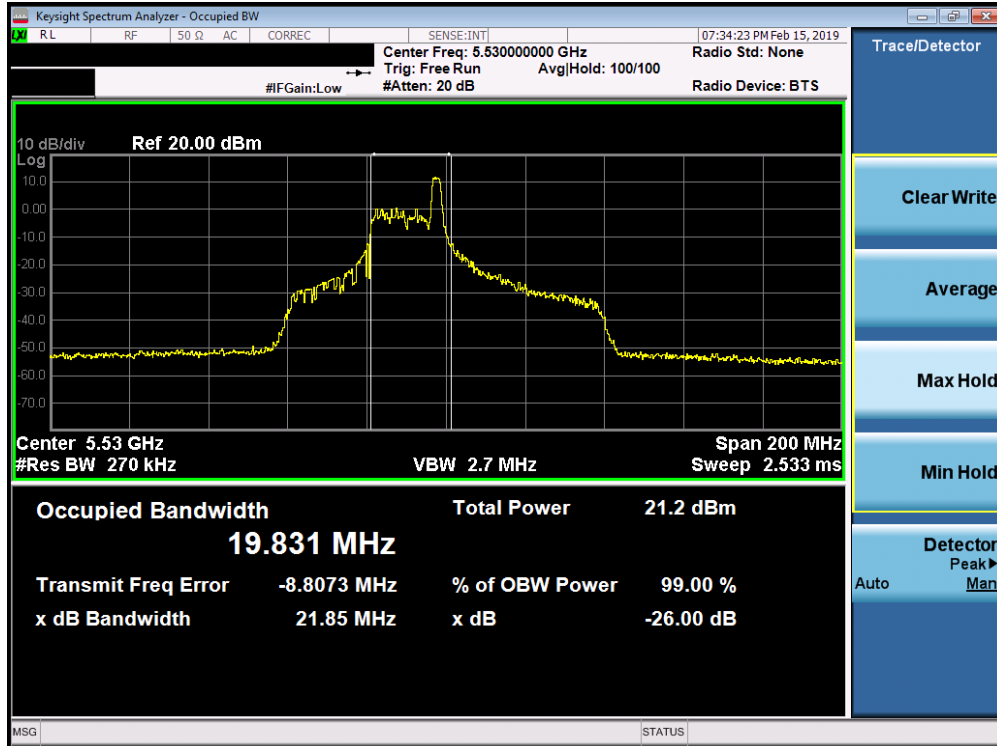 Keysight Spectrum Analyzer - Occupied BW
LXI RL RF 50 Ω AC CORREC SENSE:INT 07:34:23 PM Feb 15, 2019
Center Freq: 5.530000000 GHz Radio Std: None
Trig: Free Run Avg|Hold: 100/100
#IFGain:Low #Atten: 20 dB Radio Device: BTS
10 dB/div Ref 20.00 dBm
Log
10.0
0.00
-10.0
-20.0
-30.0
-40.0
-50.0
-60.0
-70.0
Center 5.53 GHz Span 200 MHz
#Res BW 270 kHz VBW 2.7 MHz Sweep 2.533 ms
Occupied Bandwidth Total Power 21.2 dBm
19.831 MHz
Transmit Freq Error -8.8073 MHz % of OBW Power 99.00 %
x dB Bandwidth 21.85 MHz x dB -26.00 dB
MSG STATUS
Trace/Detector
Clear Write
Average
Max Hold
Min Hold
Detector
Peak▶
Auto Man